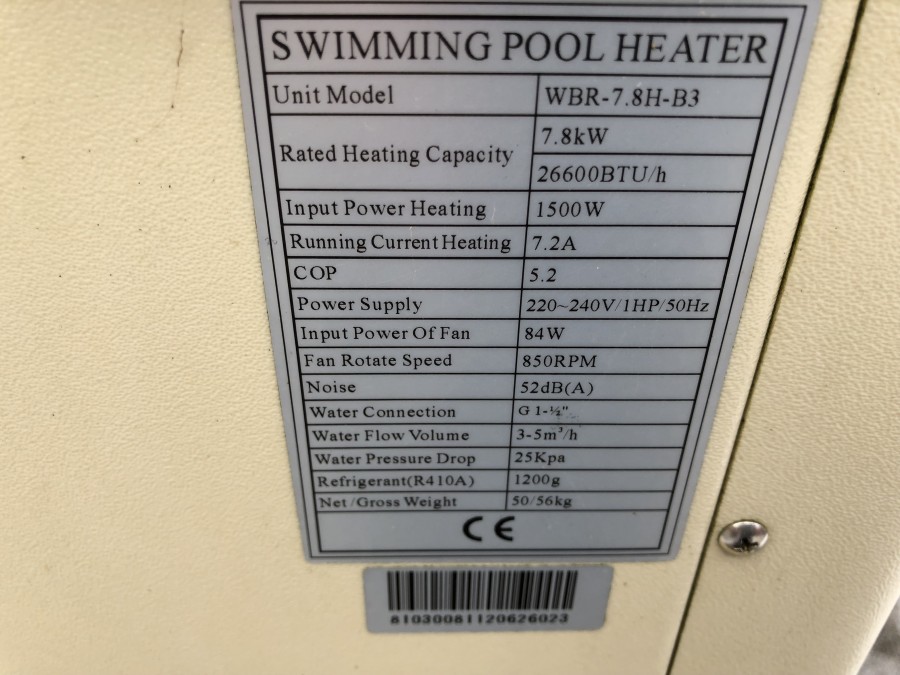 SWIMMING POOL HEATER
Unit Model WBR-7.8H-B3
Rated Heating Capacity 7.8kW
26600BTU/h
Input Power Heating 1500W
Running Current Heating 7.2A
COP 5.2
Power Supply 220~240V/1HP/50Hz
Input Power Of Fan 84W
Fan Rotate Speed 850RPM
Noise 52dB(A)
Water Connection G 1-½"
Water Flow Volume 3-5m³/h
Water Pressure Drop 25Kpa
Refrigerant(R410A) 1200g
Net/Gross Weight 50/56kg
CE
81030081120626023